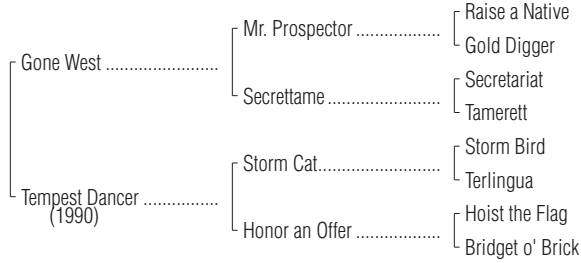 Raise a Native
Mr. Prospector ..................
Gold Digger
Gone West ........................
Secretariat
Secrettame ........................
Tamerett
Storm Bird
Storm Cat..........................
Terlingua
Tempest Dancer ................
(1990)
Hoist the Flag
Honor an Offer ..................
Bridget o' Brick